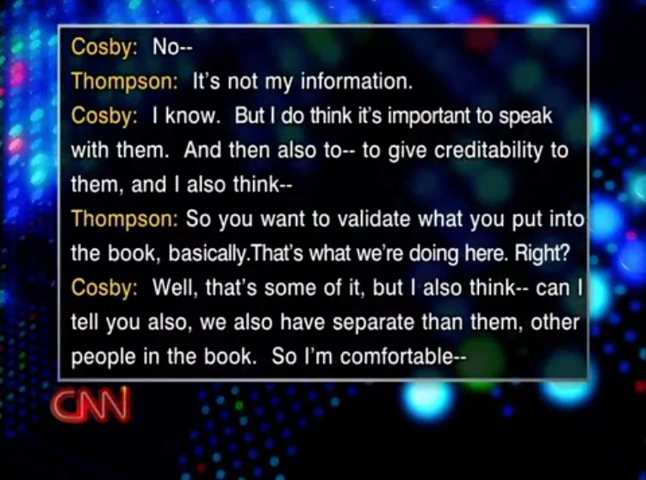 Cosby: No--
Thompson: It's not my information.
Cosby: I know. But I do think it's important to speak
with them. And then also to-- to give creditability to
them, and I also think--
Thompson: So you want to validate what you put into
the book, basically.That's what we're doing here. Right?
Cosby: Well, that's some of it, but I also think-- can I
tell you also, we also have separate than them, other
people in the book. So I'm comfortable--
CNN